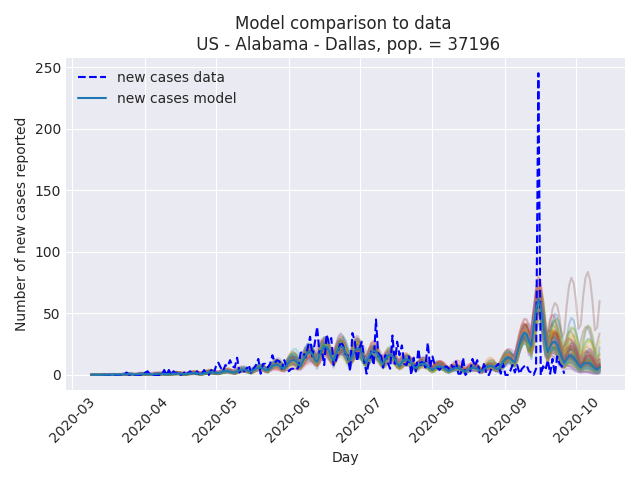 Model comparison to data
US - Alabama - Dallas, pop. = 37196
new cases data
new cases model
Number of new cases reported
250
200
150
100
50
0
2020-03
2020-04
2020-05
2020-06
2020-07
2020-08
2020-09
2020-10
Day